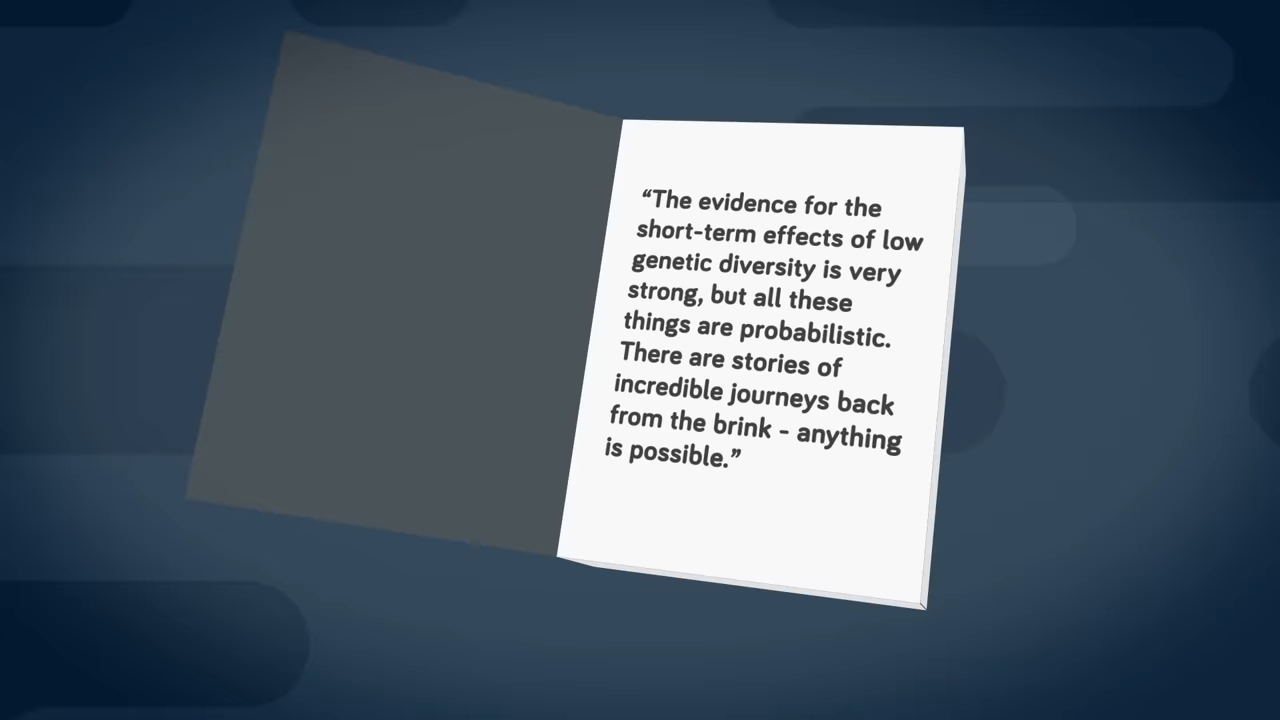 “The evidence for the
short-term effects of low
genetic diversity is very
strong, but all these
things are probabilistic.
There are stories of
incredible journeys back
from the brink - anything
is possible.”